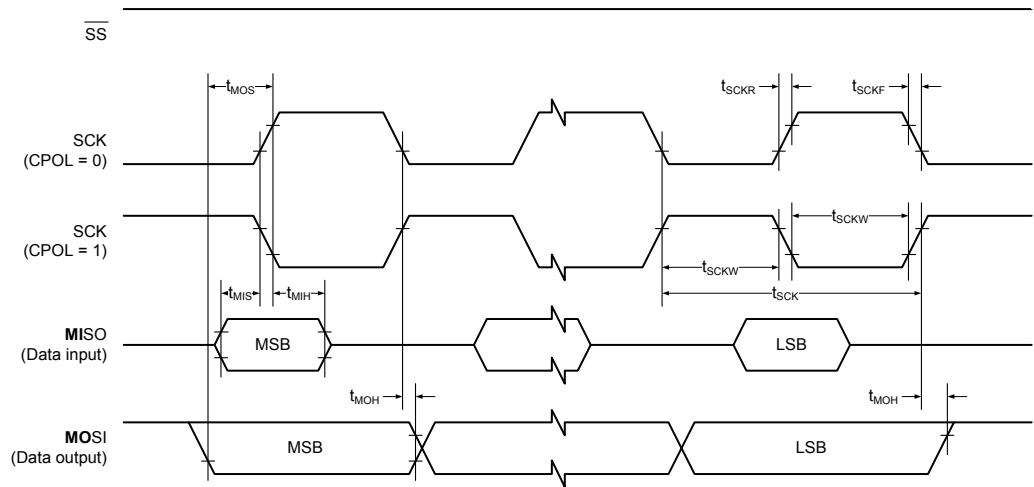 SS
tMOS
tSCKR
tSCKF
SCK
(CPOL = 0)
SCK
(CPOL = 1)
tSCKW
tSCKW
tMIS
tMIH
tSCK
MISO
(Data input)
MSB
LSB
tMOH
tMOH
MOSI
(Data output)
MSB
LSB